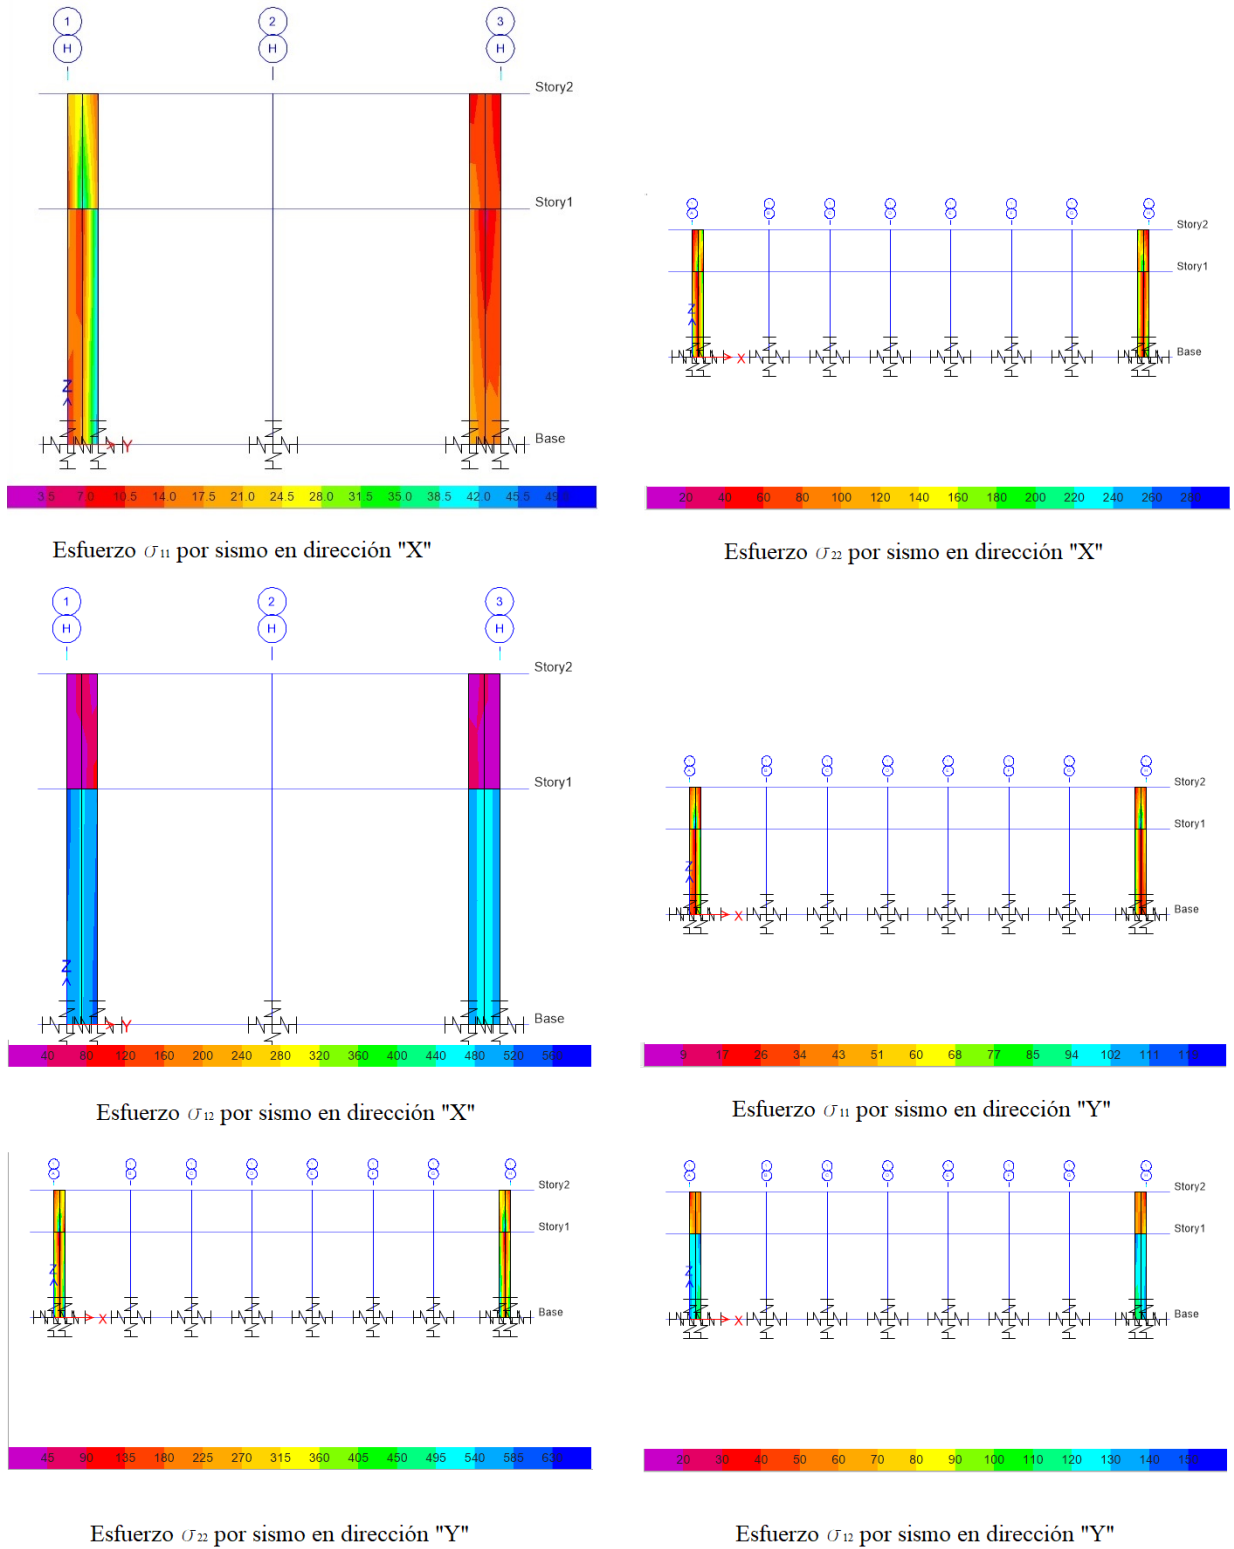 1 2 3
H H H
Story2
Story1
Z
Y
Base
3.5 7.0 10.5 14.0 17.5 21.0 24.5 28.0 31.5 35.0 38.5 42.0 45.5
Esfuerzo σ11 por sismo en dirección "X"
Story2
Story1
Z
X
Base
20 40 60 80 100 120 140 160 180 200 220 240 260 280
Esfuerzo σ22 por sismo en dirección "X"
1 2 3
H H H
Story2
Story1
Z
Y
Base
40 80 120 160 200 240 280 320 360 400 440 480 520
Esfuerzo σ12 por sismo en dirección "X"
Story2
Story1
Z
X
Base
9 17 26 34 43 51 60 68 77 85 94 102 111
Esfuerzo σ11 por sismo en dirección "Y"
Story2
Story1
Z
X
Base
45 90 135 180 225 270 315 360 405 450 495 540 585
Esfuerzo σ22 por sismo en dirección "Y"
Story2
Story1
Z
X
Base
20 30 40 50 60 70 80 90 100 110 120 130 140
Esfuerzo σ12 por sismo en dirección "Y"